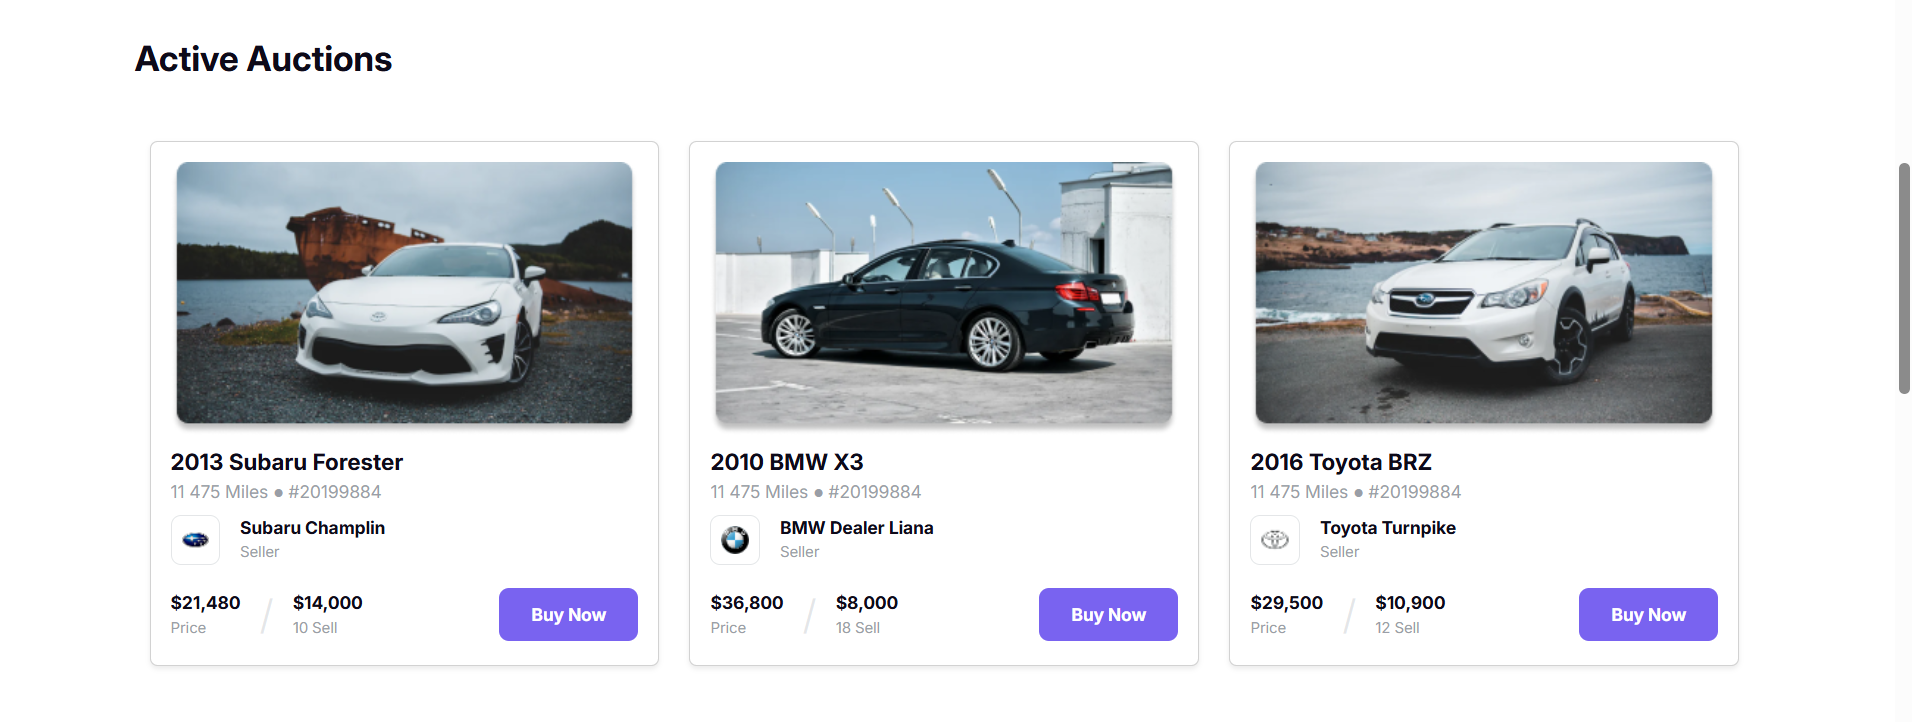 Active Auctions
2013 Subaru Forester
11 475 Miles ● #20199884
Subaru Champlin
Seller
$21,480 / $14,000
Price 10 Sell
Buy Now
2010 BMW X3
11 475 Miles ● #20199884
BMW Dealer Liana
Seller
$36,800 / $8,000
Price 18 Sell
Buy Now
2016 Toyota BRZ
11 475 Miles ● #20199884
Toyota Turnpike
Seller
$29,500 / $10,900
Price 12 Sell
Buy Now